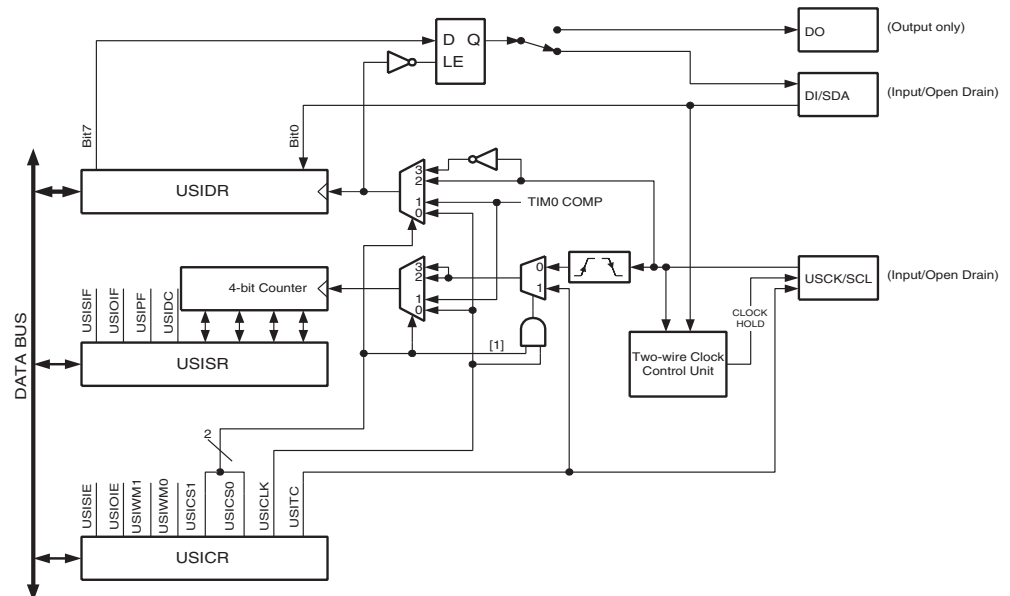 D Q
LE
DO
(Output only)
DI/SDA
(Input/Open Drain)
Bit7
Bit0
USIDR
3
2
1
0
TIM0 COMP
DATA BUS
4-bit Counter
3
2
1
0
0
1
USCK/SCL
(Input/Open Drain)
CLOCK
HOLD
USISIF
USIOIF
USIPF
USIDC
USISR
[1]
Two-wire Clock
Control Unit
2
USISIE
USIOIE
USIWM1
USIWM0
USICS1
USICS0
USICLK
USITC
USICR